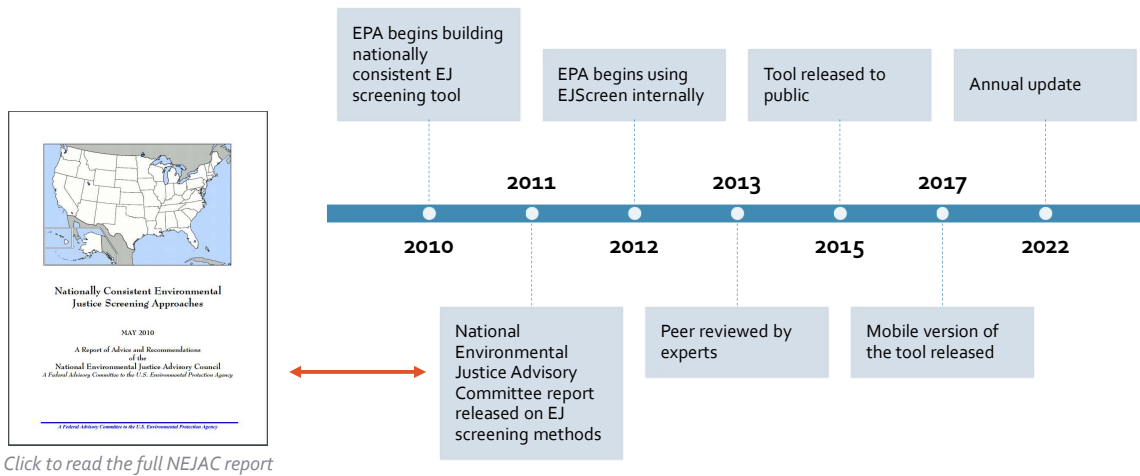 EPA begins building
nationally
consistent EJ
screening tool
EPA begins using
EJScreen internally
Tool released to
public
Annual update
2011
2013
2017
2010
2012
2015
2022
National
Environmental
Justice Advisory
Committee report
released on EJ
screening methods
Peer reviewed by
experts
Mobile version of
the tool released
Nationally Consistent Environmental
Justice Screening Approaches
MAY 2010
A Report of Advice and Recommendations
of the
National Environmental Justice Advisory Council
A Federal Advisory Committee to the U.S. Environmental Protection Agency
A Federal Advisory Committee to the U.S. Environmental Protection Agency
Click to read the full NEJAC report